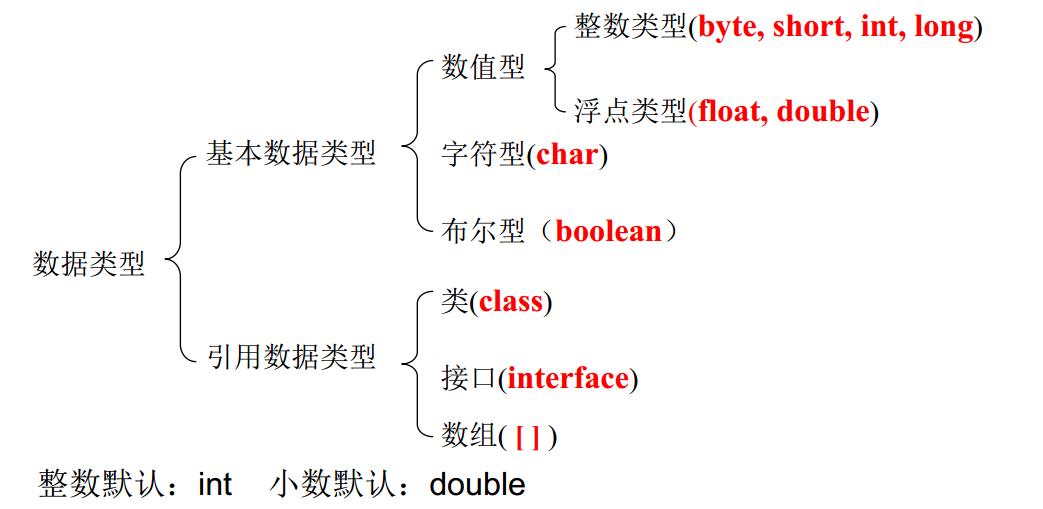 整数类型(byte, short, int, long)
数值型
浮点类型(float, double)
基本数据类型
字符型(char)
布尔型（boolean）
数据类型
类(class)
引用数据类型
接口(interface)
数组( [ ] )
整数默认：int 小数默认：double